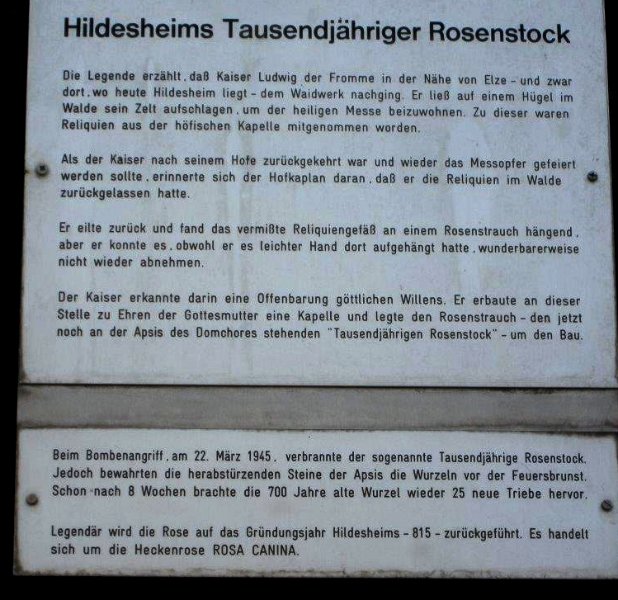 Hildesheims Tausendjähriger Rosenstock
Die Legende erzählt, daß Kaiser Ludwig der Fromme in der Nähe von Elze - und zwar
dort, wo heute Hildesheim liegt - dem Waidwerk nachging. Er ließ auf einem Hügel im
Walde sein Zelt aufschlagen, um der heiligen Messe beizuwohnen. Zu dieser waren
Reliquien aus der höfischen Kapelle mitgenommen worden.
Als der Kaiser nach seinem Hofe zurückgekehrt war und wieder das Messopfer gefeiert
werden sollte, erinnerte sich der Hofkaplan daran, daß er die Reliquien im Walde
zurückgelassen hatte.
Er eilte zurück und fand das vermißte Reliquiengefäß an einem Rosenstrauch hängend,
aber er konnte es, obwohl er es leichter Hand dort aufgehängt hatte, wunderbarerweise
nicht wieder abnehmen.
Der Kaiser erkannte darin eine Offenbarung göttlichen Willens. Er erbaute an dieser
Stelle zu Ehren der Gottesmutter eine Kapelle und legte den Rosenstrauch - den jetzt
noch an der Apsis des Domchores stehenden "Tausendjährigen Rosenstock" - um den Bau.
Beim Bombenangriff, am 22. März 1945, verbrannte der sogenannte Tausendjährige Rosenstock.
Jedoch bewahrten die herabstürzenden Steine der Apsis die Wurzeln vor der Feuersbrunst.
Schon nach 8 Wochen brachte die 700 Jahre alte Wurzel wieder 25 neue Triebe hervor.
Legendär wird die Rose auf das Gründungsjahr Hildesheims - 815 - zurückgeführt. Es handelt
sich um die Heckenrose ROSA CANINA.